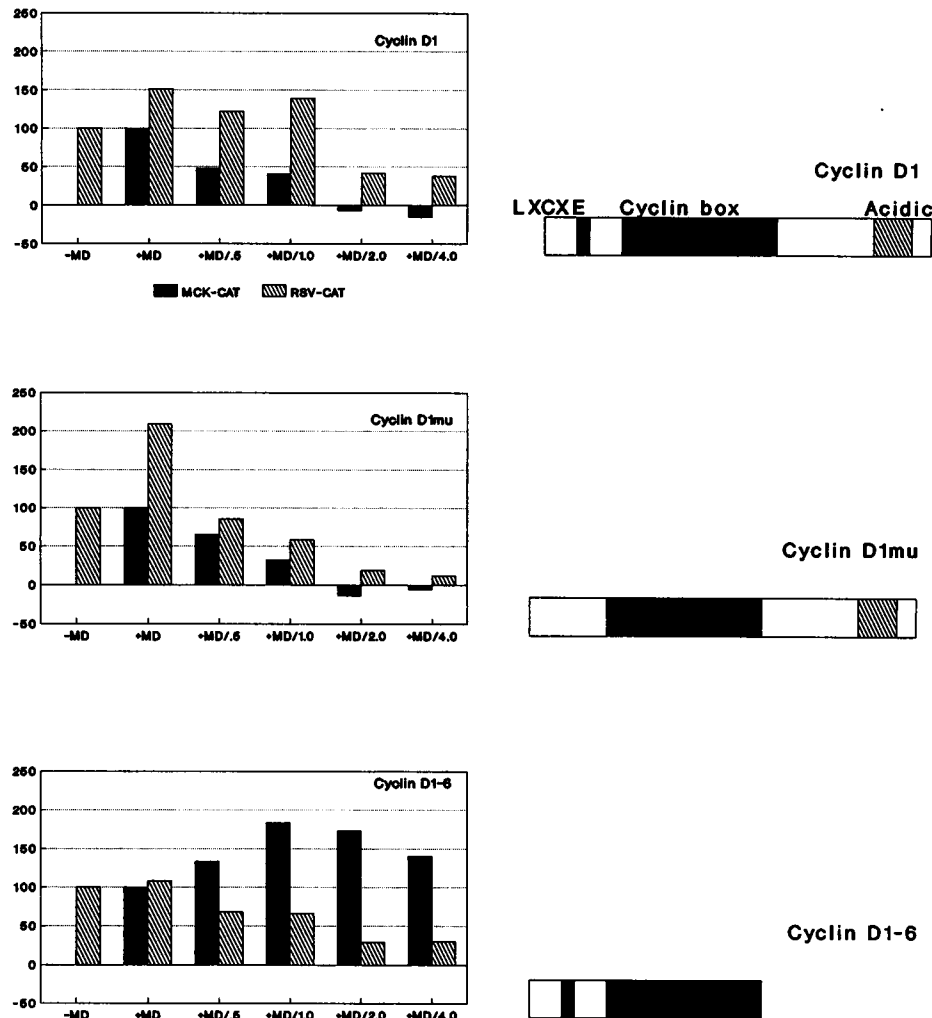 250
200
150
100
50
0
-50
Cyclin D1
-MD +MD +MD/.5 +MD/1.0 +MD/2.0 +MD/4.0
MCK-CAT RSV-CAT
Cyclin D1
LXCXE Cyclin box Acidic
250
200
150
100
50
0
-50
Cyclin D1mu
-MD +MD +MD/.5 +MD/1.0 +MD/2.0 +MD/4.0
Cyclin D1mu
250
200
150
100
50
0
-50
Cyclin D1-6
-MD +MD +MD/.5 +MD/1.0 +MD/2.0 +MD/4.0
Cyclin D1-6